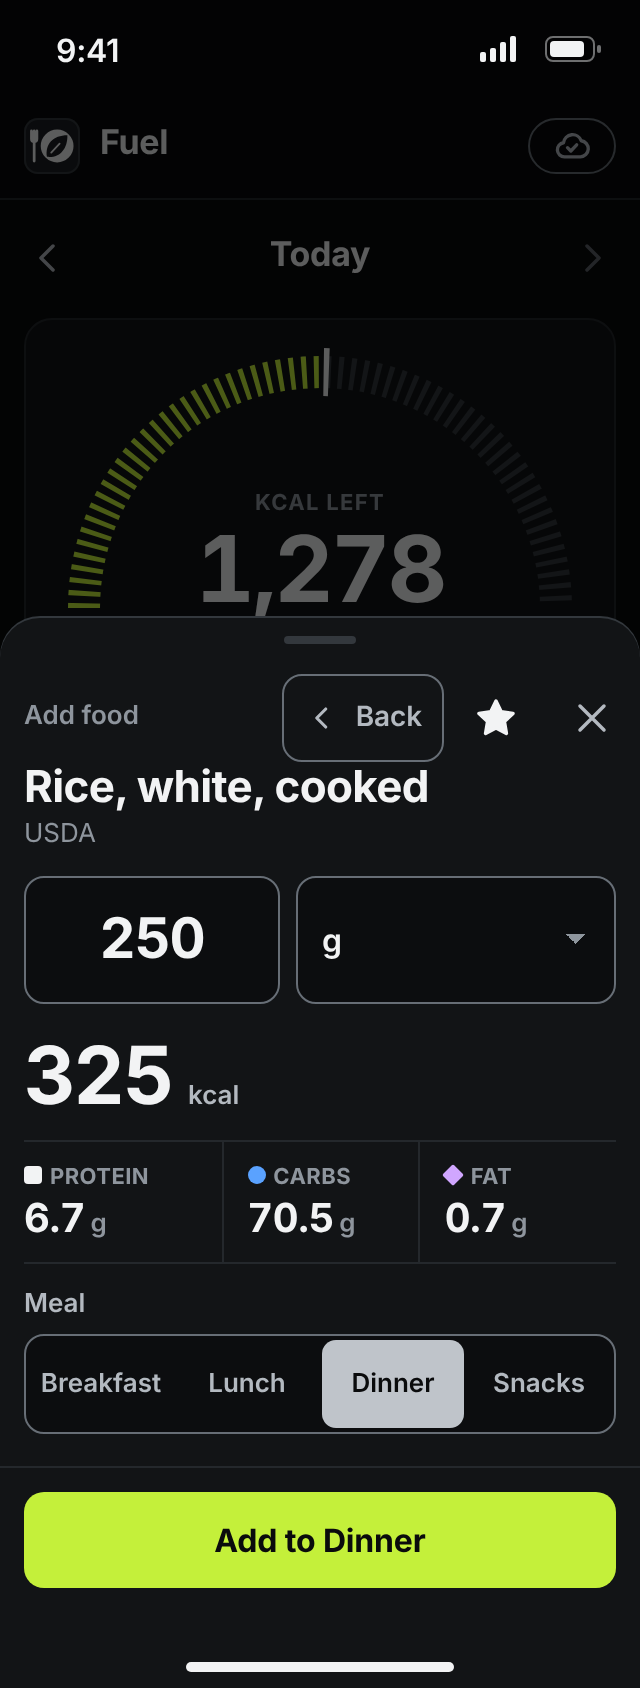 9:41
Fuel
Today
KCAL LEFT
1,278
Add food
Back
Rice, white, cooked
USDA
250
g
325 kcal
PROTEIN
6.7 g
CARBS
70.5 g
FAT
0.7 g
Meal
Breakfast
Lunch
Dinner
Snacks
Add to Dinner